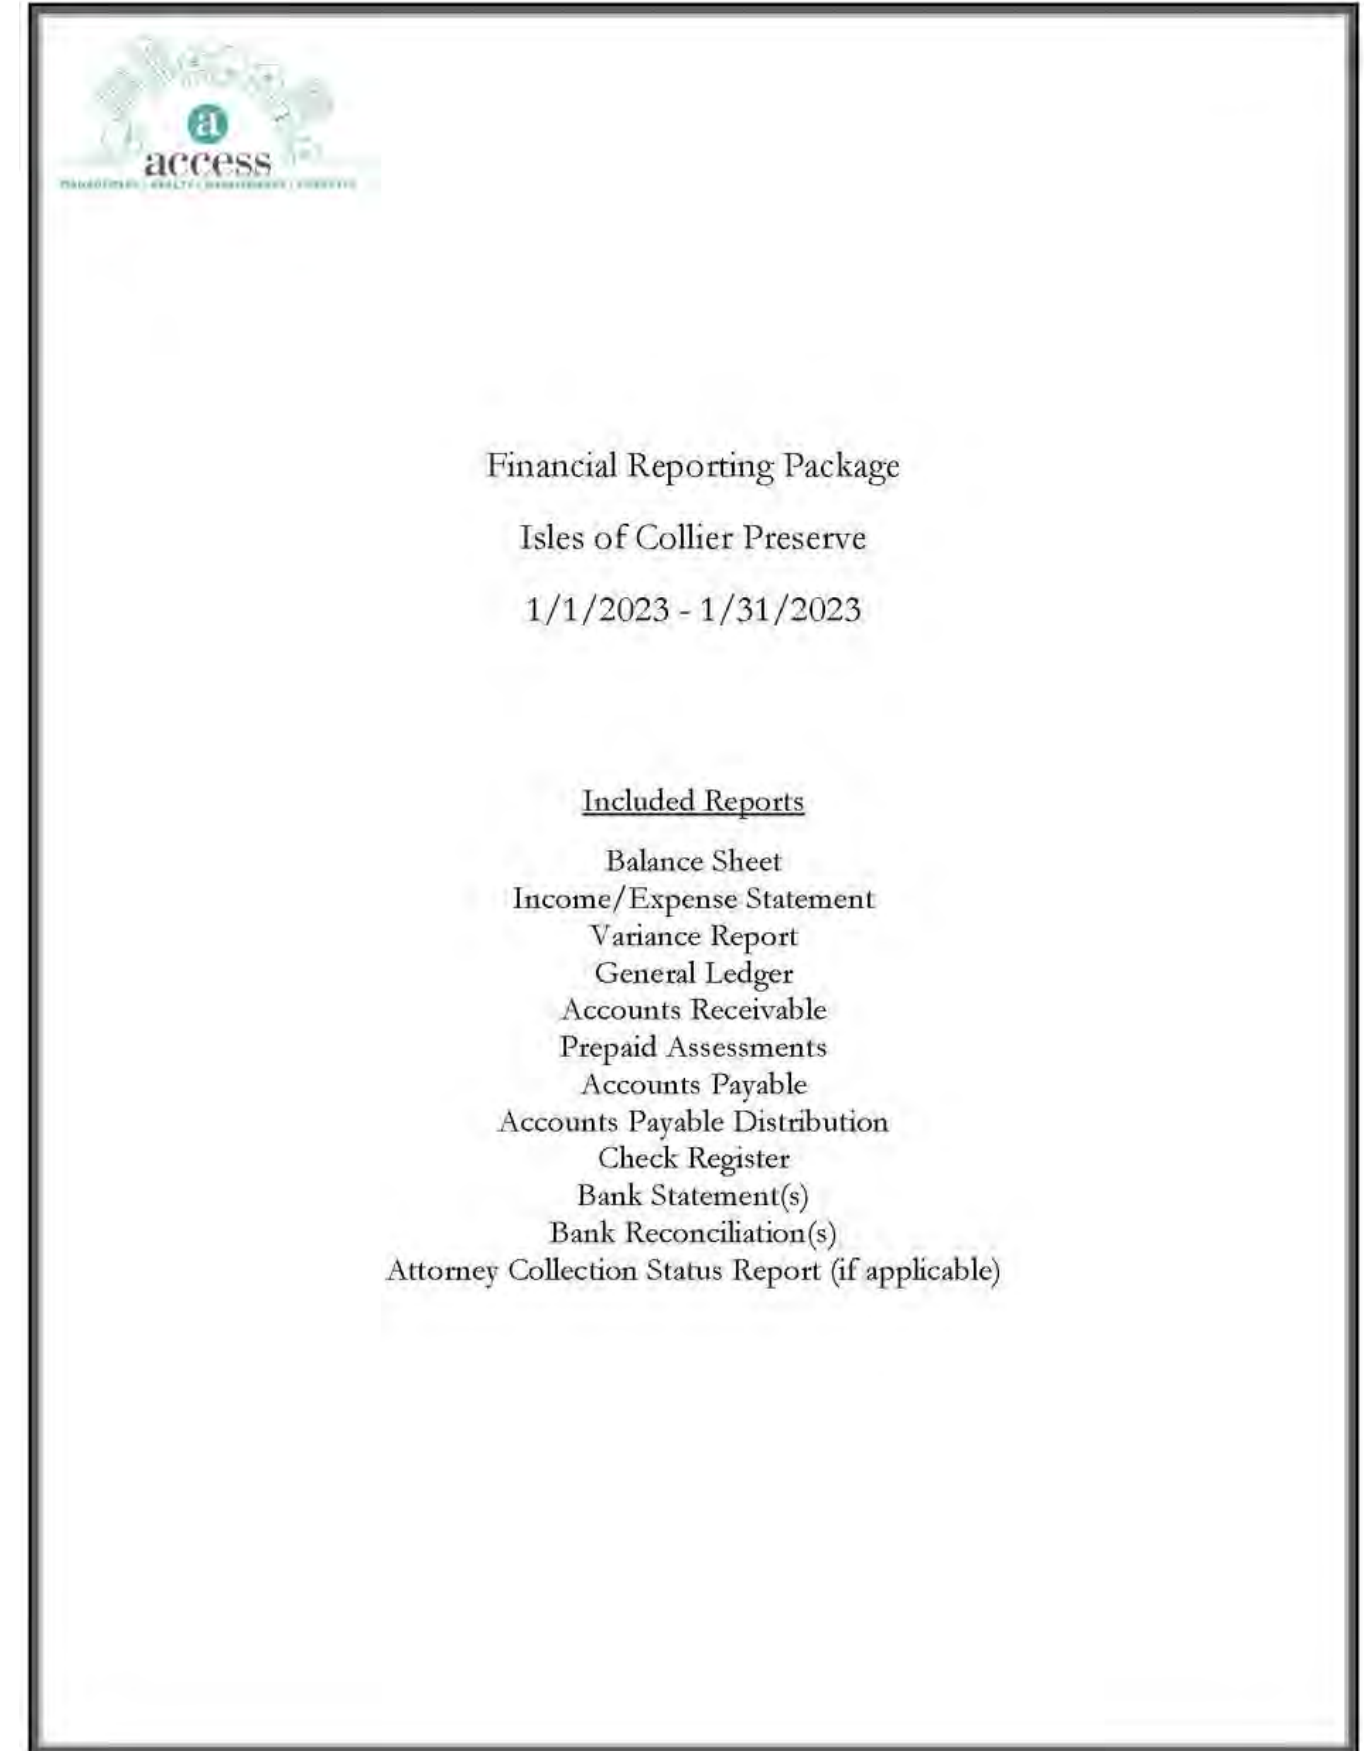 a
access
Financial Reporting Package
Isles of Collier Preserve
1/1/2023 - 1/31/2023
Included Reports
Balance Sheet
Income/Expense Statement
Variance Report
General Ledger
Accounts Receivable
Prepaid Assessments
Accounts Payable
Accounts Payable Distribution
Check Register
Bank Statement(s)
Bank Reconciliation(s)
Attorney Collection Status Report (if applicable)